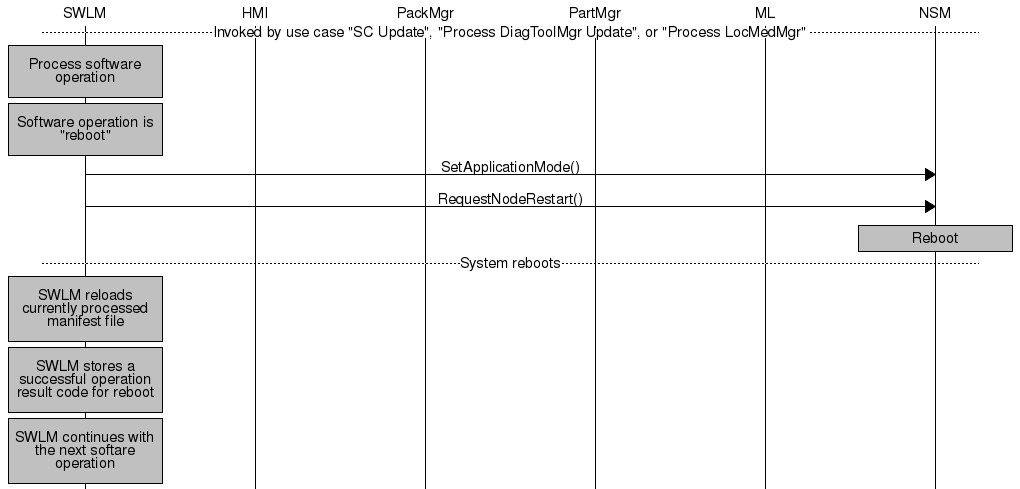 SWLM HMI PackMgr PartMgr ML NSM
Invoked by use case "SC Update", "Process DiagToolMgr Update", or "Process LocMedMgr"
Process software
operation
Software operation is
"reboot"
SetApplicationMode()
RequestNodeRestart()
Reboot
System reboots
SWLM reloads
currently processed
manifest file
SWLM stores a
successful operation
result code for reboot
SWLM continues with
the next softare
operation